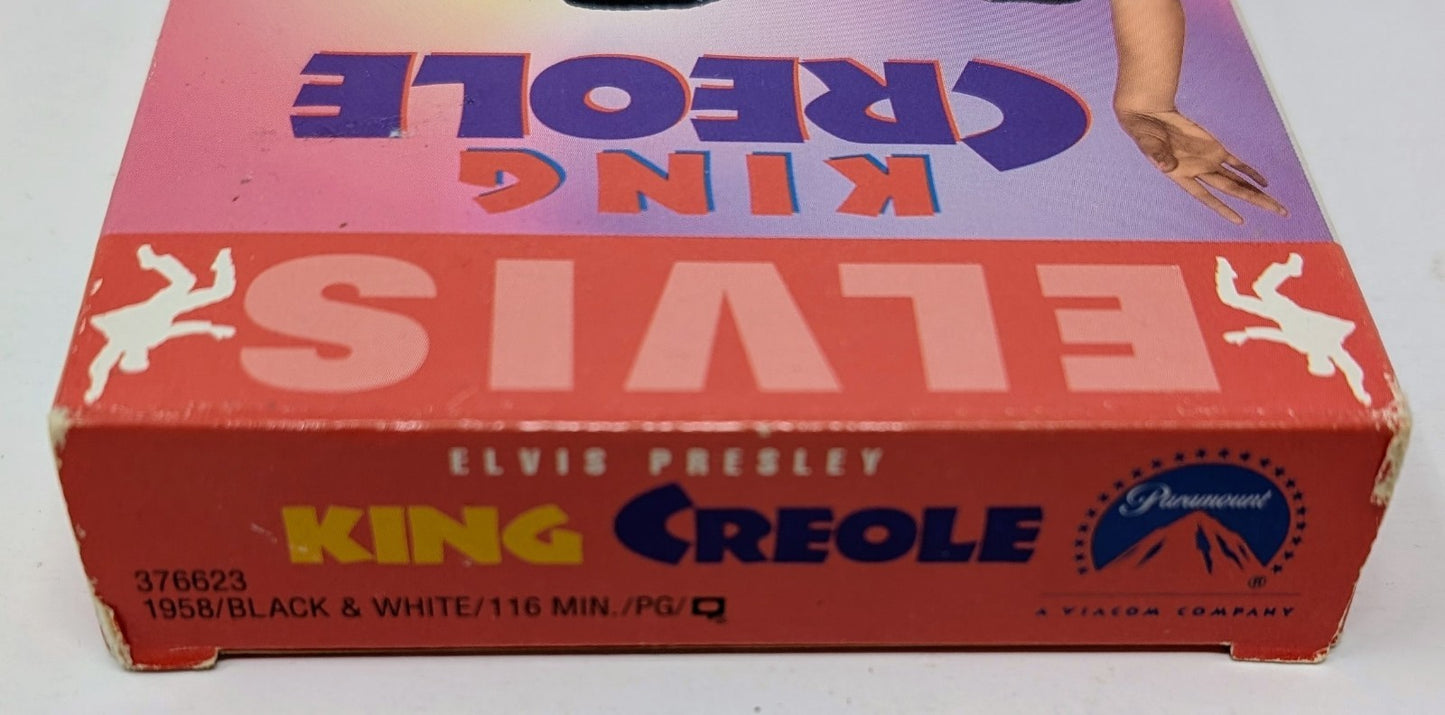 CREOLE
KING
ELVIS
ELVIS PRESLEY
KING CREOLE
Paramount
®
376623
1958/BLACK & WHITE/116 MIN./PG/
A VIACOM COMPANY